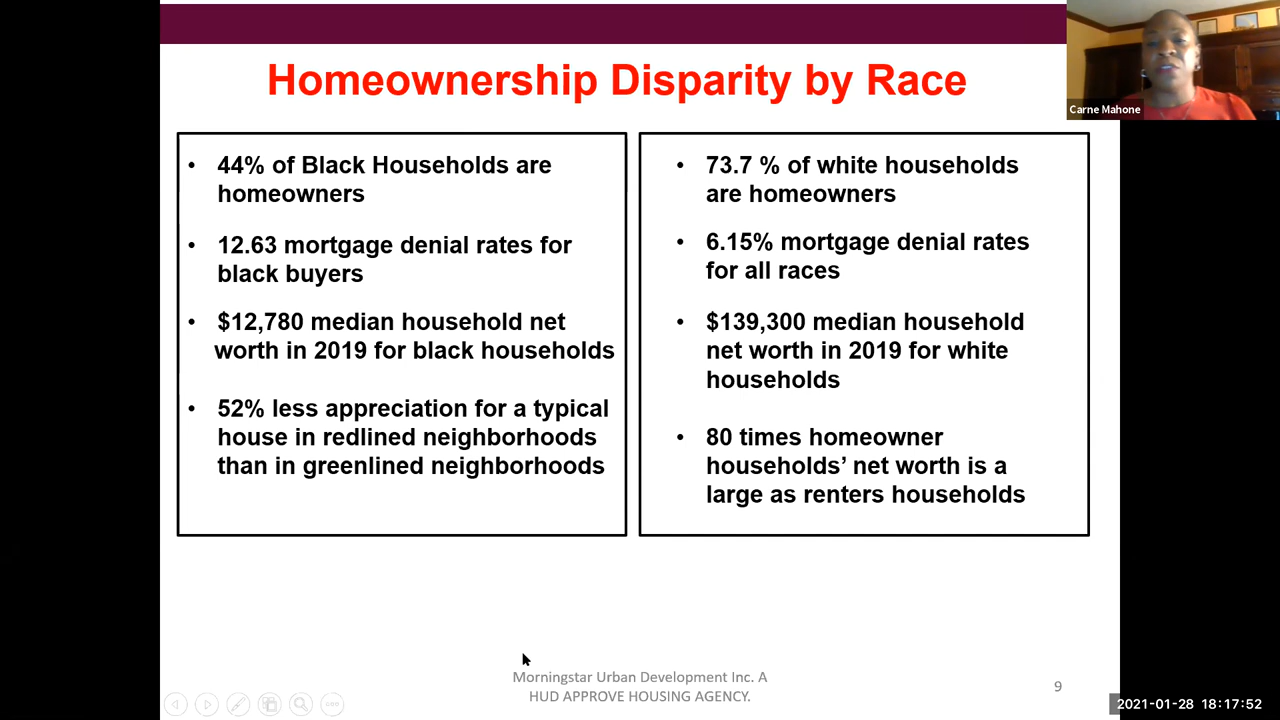 Homeownership Disparity by Race
Carne Mahone
• 44% of Black Households are
homeowners
• 12.63 mortgage denial rates for
black buyers
• $12,780 median household net
worth in 2019 for black households
• 52% less appreciation for a typical
house in redlined neighborhoods
than in greenlined neighborhoods
• 73.7 % of white households
are homeowners
• 6.15% mortgage denial rates
for all races
• $139,300 median household
net worth in 2019 for white
households
• 80 times homeowner
households’ net worth is a
large as renters households
Morningstar Urban Development Inc. A
HUD APPROVE HOUSING AGENCY.
9
2021-01-28 18:17:52